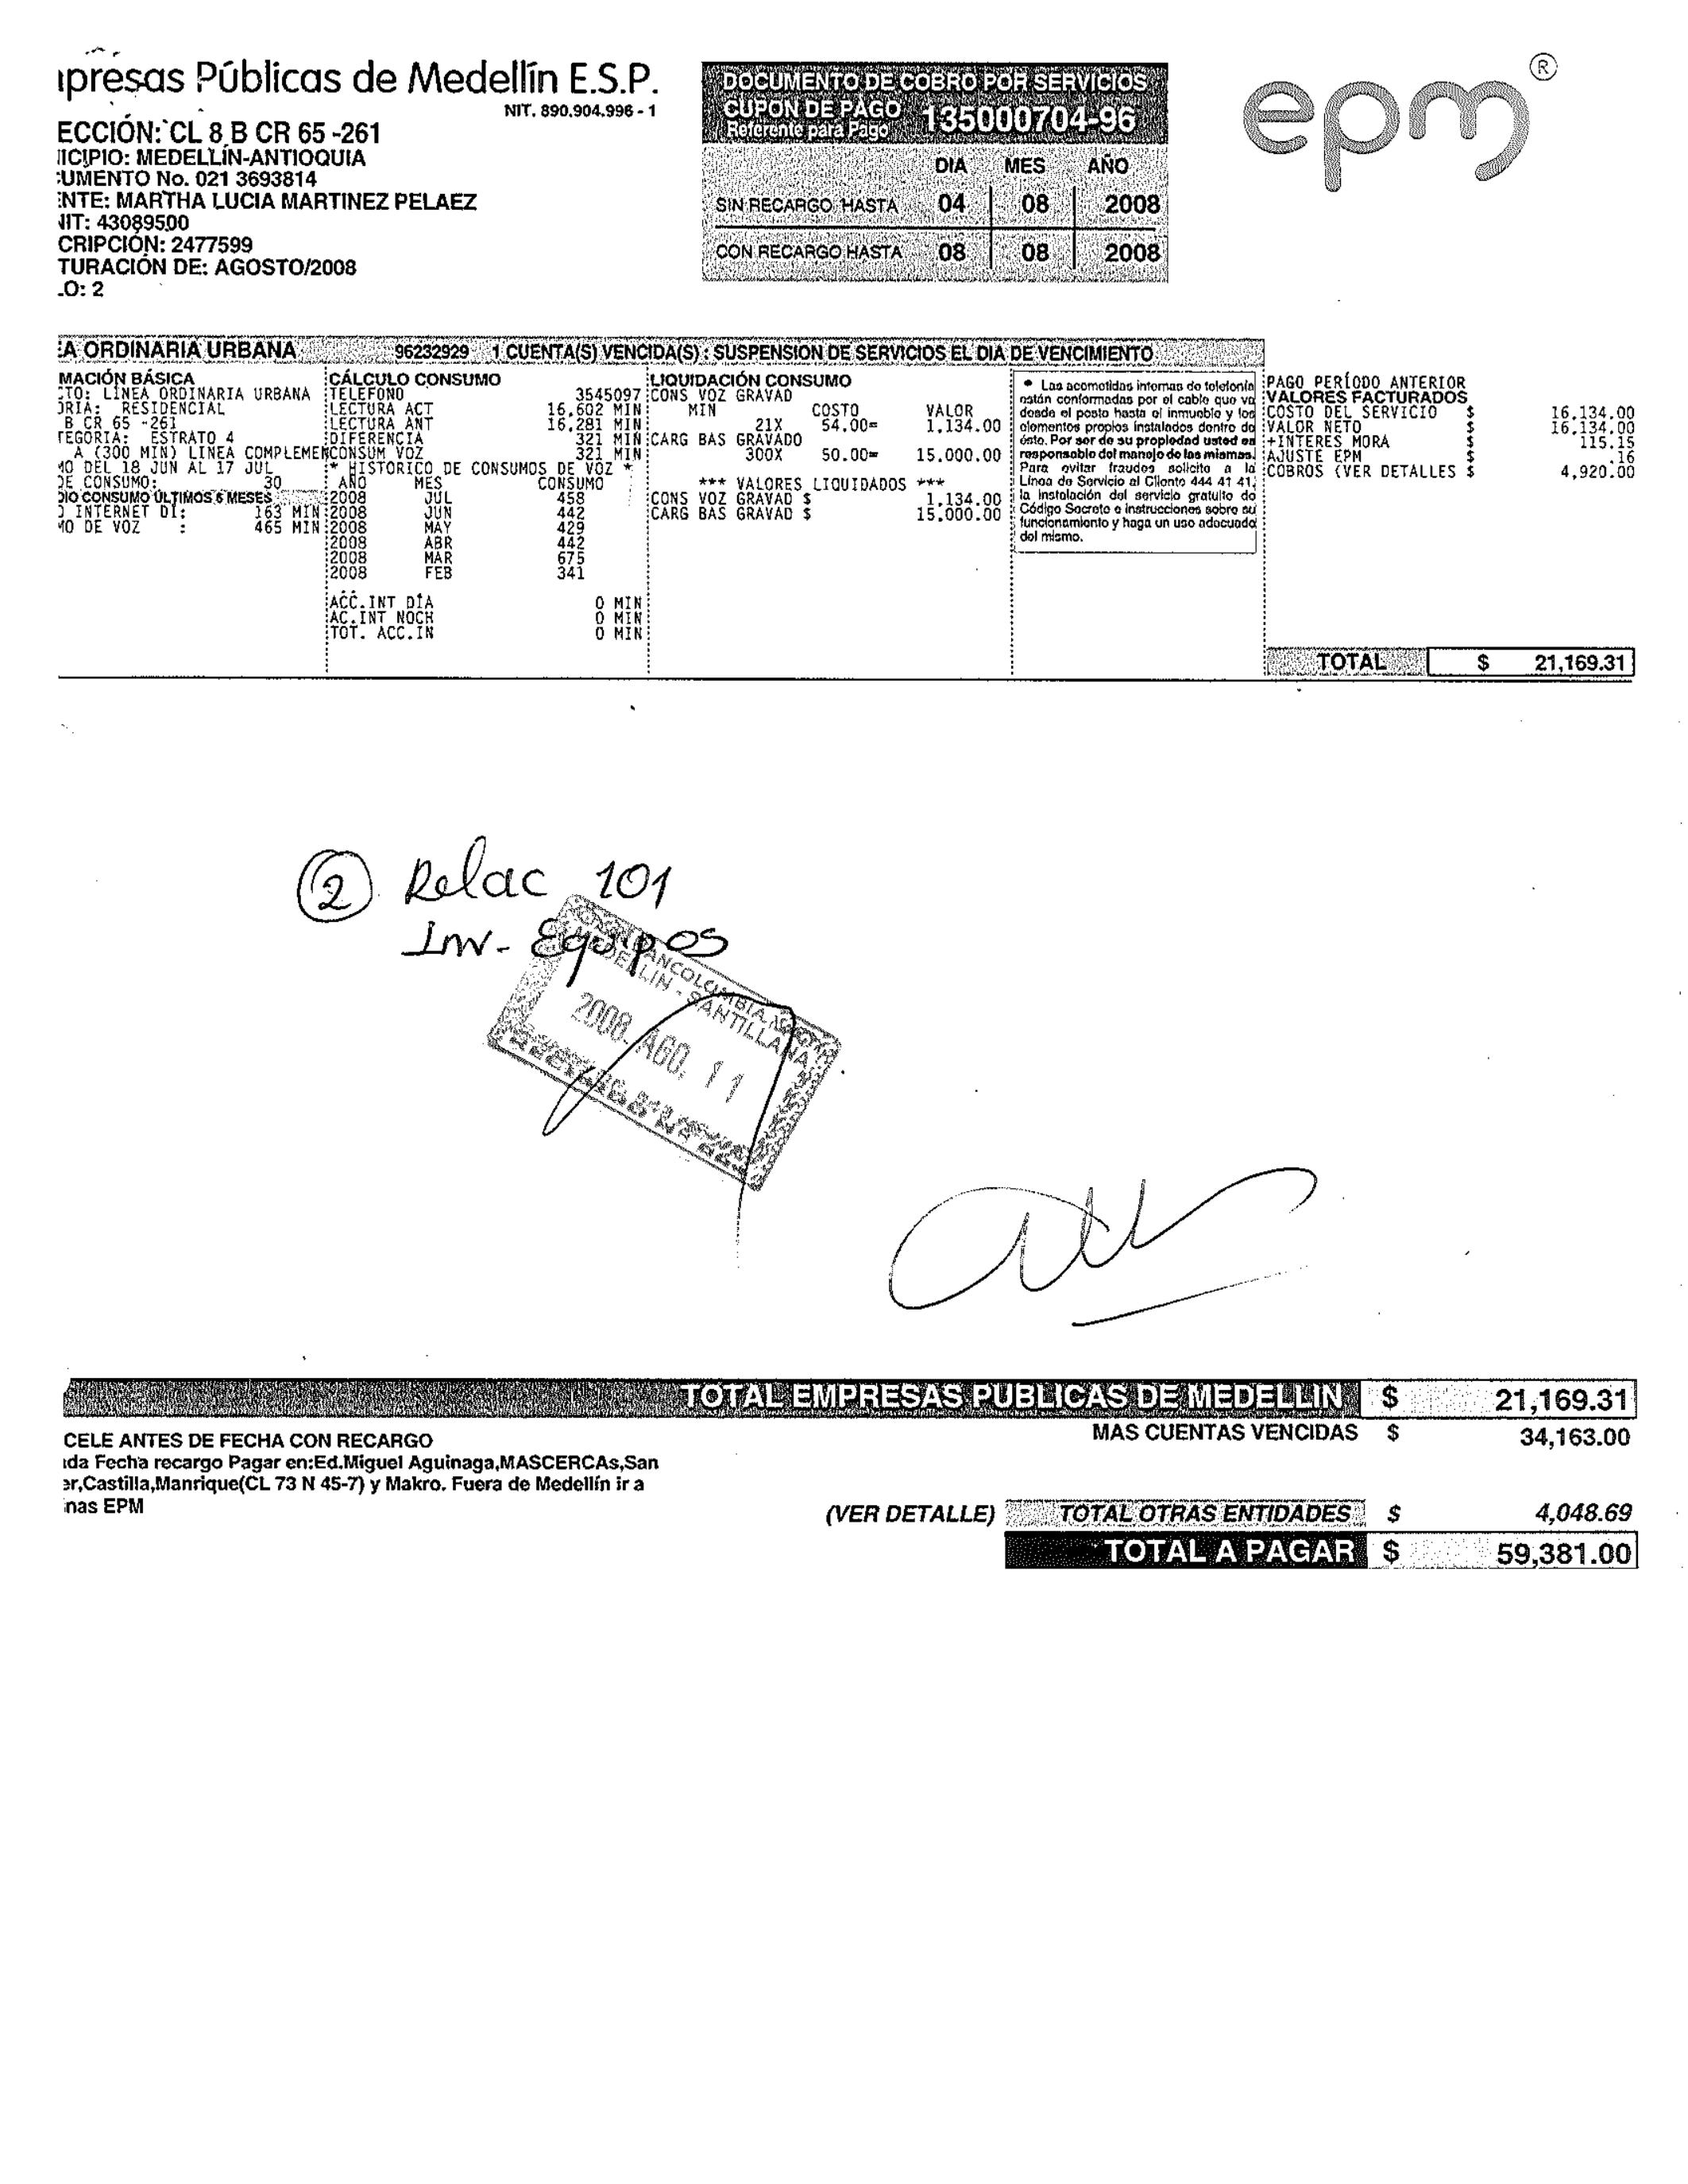 presas Públicas de Medellín E.S.P.
NIT. 890.904.996 - 1
ECCIÓN: CL 8 B CR 65 -261
ICIPIO: MEDELLÍN-ANTIOQUIA
UMENTO No. 021 3693814
NTE: MARTHA LUCIA MARTINEZ PELAEZ
IIT: 43089500
CRIPCIÓN: 2477599
TURACIÓN DE: AGOSTO/2008
LO: 2
DOCUMENTO DE COBRO POR SERVICIOS
CUPON DE PAGO 135000704-96
Referente para Pago
DIA MES AÑO
SIN RECARGO HASTA 04 08 2008
CON RECARGO HASTA 08 08 2008
epm ®
EA ORDINARIA URBANA 96232929 1 CUENTA(S) VENCIDA(S) : SUSPENSION DE SERVICIOS EL DIA DE VENCIMIENTO
MACIÓN BÁSICA
CTO: LINEA ORDINARIA URBANA
ORIA: RESIDENCIAL
B CR 65 -261
TEGORIA: ESTRATO 4
A (300 MIN) LINEA COMPLEMEN
MO DEL 18 JUN AL 17 JUL
DE CONSUMO: 30
DIO CONSUMO ÚLTIMOS 6 MESES
O INTERNET DI: 163 MIN
MO DE VOZ : 465 MIN
CÁLCULO CONSUMO
TELEFONO 3545097
LECTURA ACT 16,602 MIN
LECTURA ANT 16,281 MIN
DIFERENCIA 321 MIN
CONSUM VOZ 321 MIN
* HISTORICO DE CONSUMOS DE VOZ *
AÑO MES CONSUMO
2008 JUL 458
2008 JUN 442
2008 MAY 429
2008 ABR 442
2008 MAR 675
2008 FEB 341
ACC.INT DÍA 0 MIN
AC.INT NOCH 0 MIN
TOT. ACC.IN 0 MIN
LIQUIDACIÓN CONSUMO
CONS VOZ GRAVAD
MIN COSTO VALOR
21X 54.00= 1,134.00
CARG BAS GRAVADO
300X 50.00= 15,000.00
*** VALORES LIQUIDADOS ***
CONS VOZ GRAVAD $ 1,134.00
CARG BAS GRAVAD $ 15,000.00
• Las acometidas internas de telefonía
están conformadas por el cable que va
desde el poste hasta el inmueble y los
elementos propios instalados dentro de
éste. Por ser de su propiedad usted es
responsable del manejo de las mismas.
Para evitar fraudes solicite a la
Línea de Servicio al Cliente 444 41 41,
la instalación del servicio gratuito de
Código Secreto e instrucciones sobre su
funcionamiento y haga un uso adecuado
del mismo.
PAGO PERÍODO ANTERIOR
VALORES FACTURADOS
COSTO DEL SERVICIO $ 16,134.00
VALOR NETO $ 16,134.00
+INTERES MORA $ 115.15
AJUSTE EPM $ .16
COBROS (VER DETALLES $ 4,920.00
TOTAL $ 21,169.31
2 Relac 101
Inv- Equipos
BANCOLOMBIA
MEDELLIN - SANTILLANA
2008. AGO. 11
TOTAL EMPRESAS PUBLICAS DE MEDELLIN $ 21,169.31
MAS CUENTAS VENCIDAS $ 34,163.00
CELE ANTES DE FECHA CON RECARGO
ida Fecha recargo Pagar en:Ed.Miguel Aguinaga,MASCERCAs,San
er,Castilla,Manrique(CL 73 N 45-7) y Makro. Fuera de Medellín ir a
nas EPM
(VER DETALLE) TOTAL OTRAS ENTIDADES $ 4,048.69
TOTAL A PAGAR $ 59,381.00